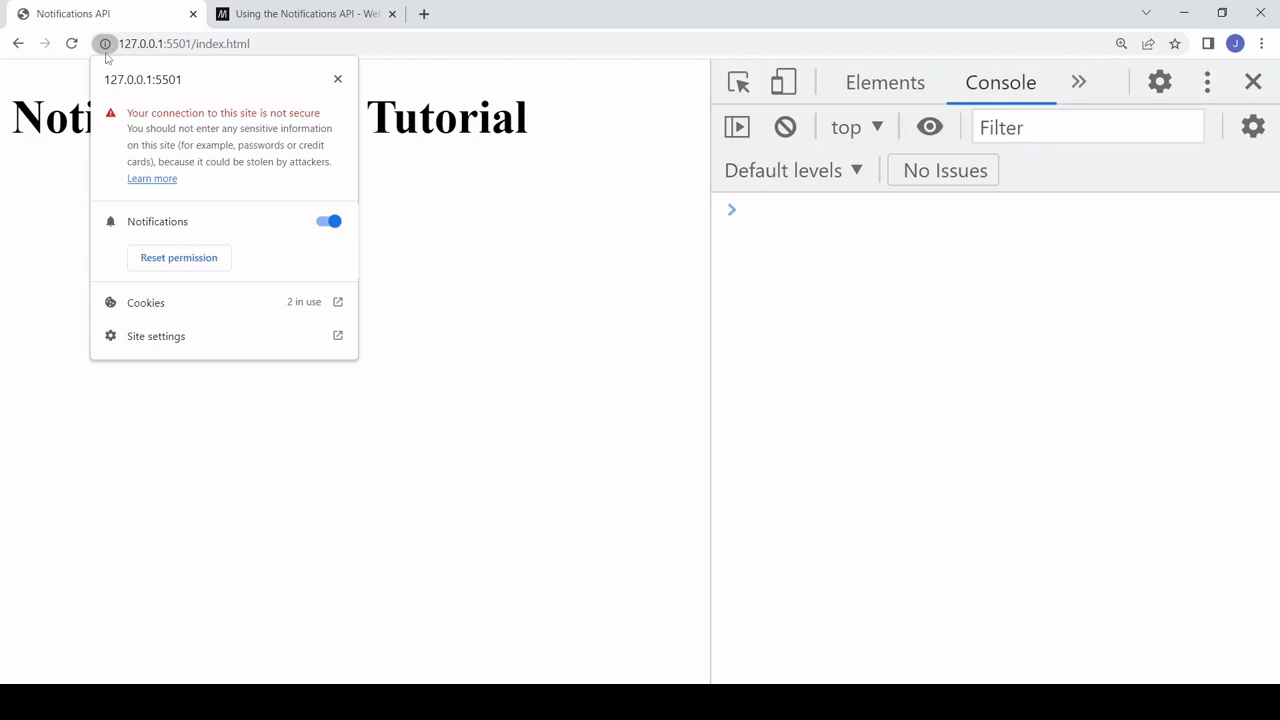 Notifications API
Using the Notifications API - We
127.0.0.1:5501/index.html
J
127.0.0.1:5501
Your connection to this site is not secure
You should not enter any sensitive information
on this site (for example, passwords or credit
cards), because it could be stolen by attackers.
Learn more
Notifications
Reset permission
Cookies 2 in use
Site settings
Noti Tutorial
Elements Console
top Filter
Default levels No Issues